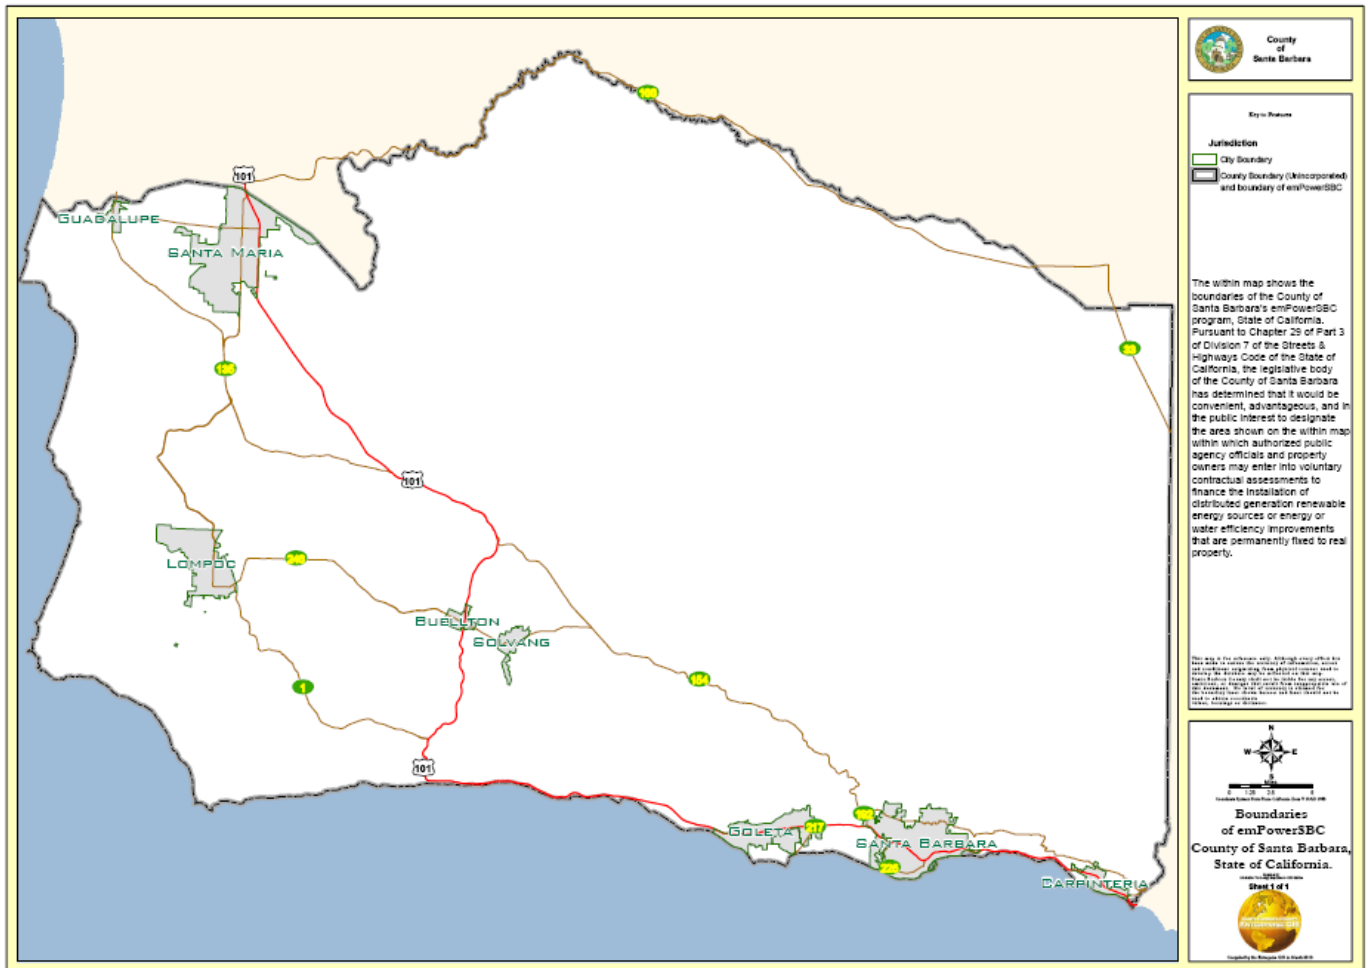 County
of
Santa Barbara
Key to Features
Jurisdiction
City Boundary
County Boundary (Unincorporated)
and boundary of emPowerSBC
The within map shows the
boundaries of the County of
Santa Barbara's emPowerSBC
program, State of California.
Pursuant to Chapter 29 of Part 3
of Division 7 of the Streets &
Highways Code of the State of
California, the legislative body
of the County of Santa Barbara
has determined that it would be
convenient, advantageous, and in
the public interest to designate
the area shown on the within map
within which authorized public
agency officials and property
owners may enter into voluntary
contractual assessments to
finance the installation of
distributed generation renewable
energy sources or energy or
water efficiency improvements
that are permanently fixed to real
property.
N
W E
S
Boundaries
of emPowerSBC
County of Santa Barbara,
State of California.
Sheet 1 of 1
166
101
GUADALUPE
SANTA MARIA
33
135
101
LOMPOC
246
BUELLTON
SOLVANG
154
1
101
192
GOLETA
217
SANTA BARBARA
225
CARPINTERIA